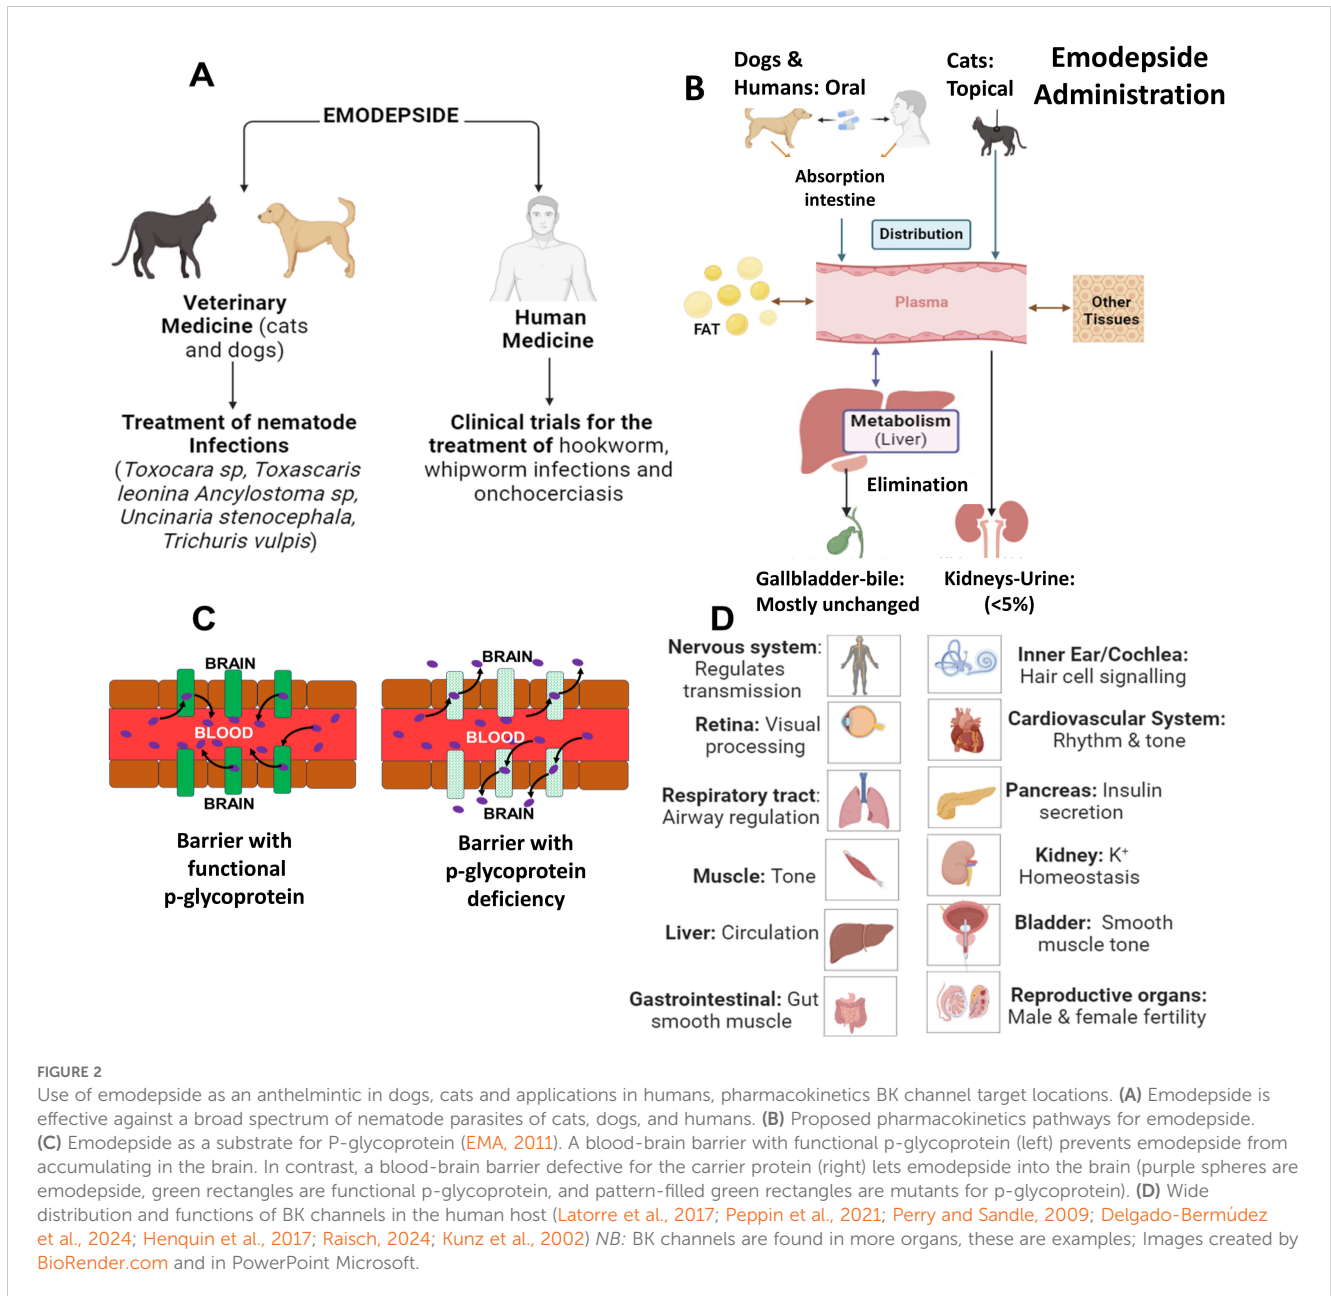 A
EMODEPSIDE
Veterinary
Medicine (cats
and dogs)
Human
Medicine
Treatment of nematode
Infections
(Toxocara sp, Toxascaris
leonina Ancylostoma sp,
Uncinaria stenocephala,
Trichuris vulpis)
Clinical trials for the
treatment of hookworm,
whipworm infections and
onchocerciasis
B
Dogs &
Humans: Oral
Cats:
Topical
Emodepside
Administration
Absorption
intestine
Distribution
FAT
Plasma
Other
Tissues
Metabolism
(Liver)
Elimination
Gallbladder-bile:
Mostly unchanged
Kidneys-Urine:
(<5%)
C
BRAIN
BLOOD
BRAIN
Barrier with
functional
p-glycoprotein
BRAIN
BLOOD
BRAIN
Barrier with
p-glycoprotein
deficiency
D
Nervous system:
Regulates
transmission
Inner Ear/Cochlea:
Hair cell signalling
Retina: Visual
processing
Cardiovascular System:
Rhythm & tone
Respiratory tract:
Airway regulation
Pancreas: Insulin
secretion
Muscle: Tone
Kidney: K⁺
Homeostasis
Liver: Circulation
Bladder: Smooth
muscle tone
Gastrointestinal: Gut
smooth muscle
Reproductive organs:
Male & female fertility
FIGURE 2
Use of emodepside as an anthelmintic in dogs, cats and applications in humans, pharmacokinetics BK channel target locations. (A) Emodepside is
effective against a broad spectrum of nematode parasites of cats, dogs, and humans. (B) Proposed pharmacokinetics pathways for emodepside.
(C) Emodepside as a substrate for P-glycoprotein (EMA, 2011). A blood-brain barrier with functional p-glycoprotein (left) prevents emodepside from
accumulating in the brain. In contrast, a blood-brain barrier defective for the carrier protein (right) lets emodepside into the brain (purple spheres are
emodepside, green rectangles are functional p-glycoprotein, and pattern-filled green rectangles are mutants for p-glycoprotein). (D) Wide
distribution and functions of BK channels in the human host (Latorre et al., 2017; Peppin et al., 2021; Perry and Sandle, 2009; Delgado-Bermúdez
et al., 2024; Henquin et al., 2017; Raisch, 2024; Kunz et al., 2002) NB: BK channels are found in more organs, these are examples; Images created by
BioRender.com and in PowerPoint Microsoft.